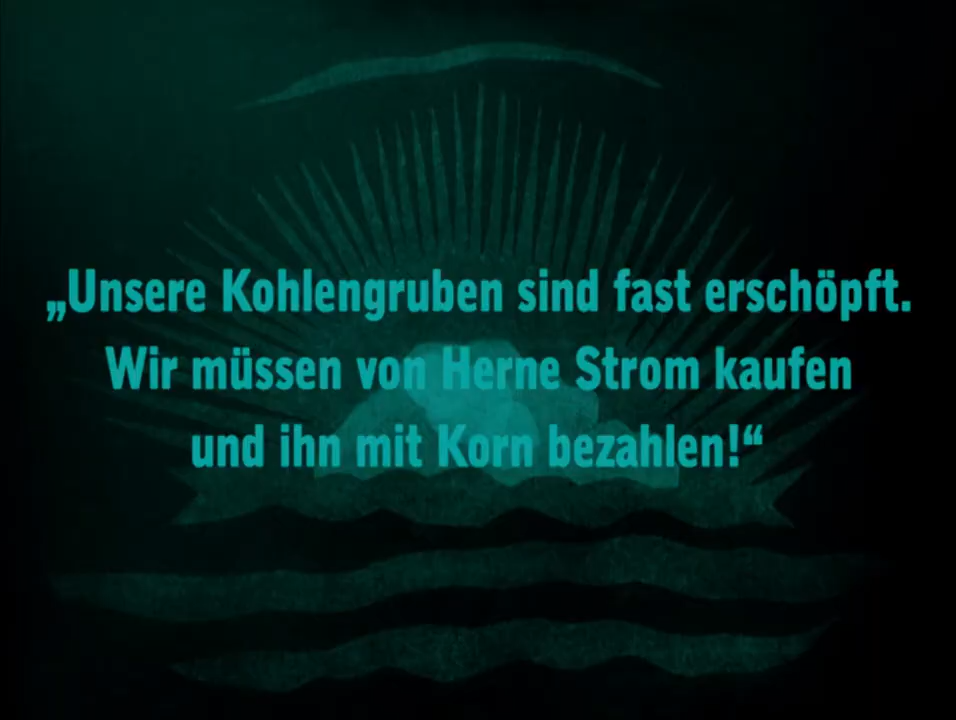 „Unsere Kohlengruben sind fast erschöpft.
Wir müssen von Herne Strom kaufen
und ihn mit Korn bezahlen!“